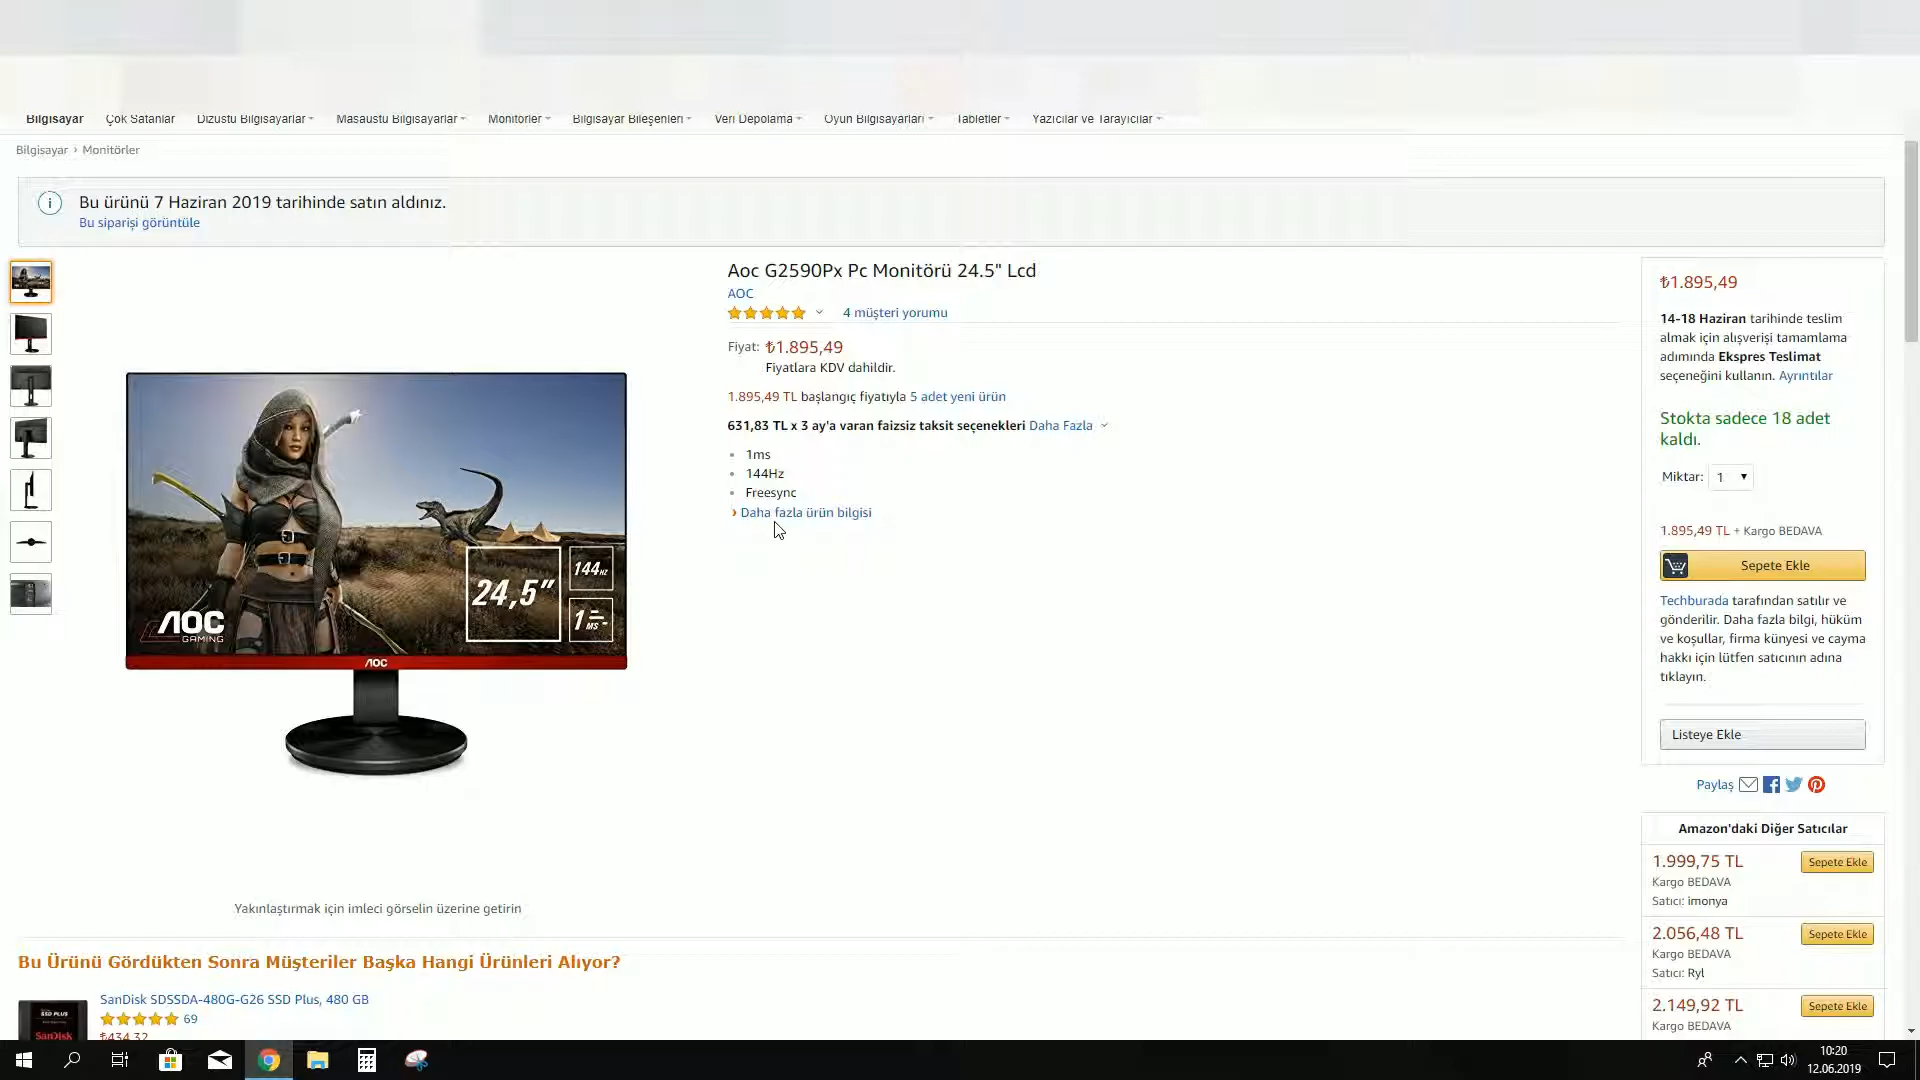 Bilgisayar Çok Satanlar Dizüstü Bilgisayarlar Masaüstü Bilgisayarlar Monitörler Bilgisayar Bileşenleri Veri Depolama Oyun Bilgisayarları Tabletler Yazıcılar ve Tarayıcılar
Bilgisayar › Monitörler
Bu ürünü 7 Haziran 2019 tarihinde satın aldınız.
Bu siparişi görüntüle
Aoc G2590Px Pc Monitörü 24.5" Lcd
AOC
4 müşteri yorumu
Fiyat: ₺1.895,49
Fiyatlara KDV dahildir.
1.895,49 TL başlangıç fiyatıyla 5 adet yeni ürün
631,83 TL x 3 ay'a varan faizsiz taksit seçenekleri Daha Fazla
1ms
144Hz
Freesync
› Daha fazla ürün bilgisi
24,5"
144HZ
1MS
AOC
GAMING
AOC
Yakınlaştırmak için imleci görselin üzerine getirin
₺1.895,49
14-18 Haziran tarihinde teslim
almak için alışverişi tamamlama
adımında Ekspres Teslimat
seçeneğini kullanın. Ayrıntılar
Stokta sadece 18 adet
kaldı.
Miktar: 1
1.895,49 TL + Kargo BEDAVA
Sepete Ekle
Techburada tarafından satılır ve
gönderilir. Daha fazla bilgi, hüküm
ve koşullar, firma künyesi ve cayma
hakkı için lütfen satıcının adına
tıklayın.
Listeye Ekle
Paylaş
Amazon'daki Diğer Satıcılar
1.999,75 TL Sepete Ekle
Kargo BEDAVA
Satıcı: imonya
2.056,48 TL Sepete Ekle
Kargo BEDAVA
Satıcı: Ryl
2.149,92 TL Sepete Ekle
Kargo BEDAVA
Bu Ürünü Gördükten Sonra Müşteriler Başka Hangi Ürünleri Alıyor?
SanDisk SDSSDA-480G-G26 SSD Plus, 480 GB
69
₺434,32
SSD PLUS
SanDisk
10:20
12.06.2019